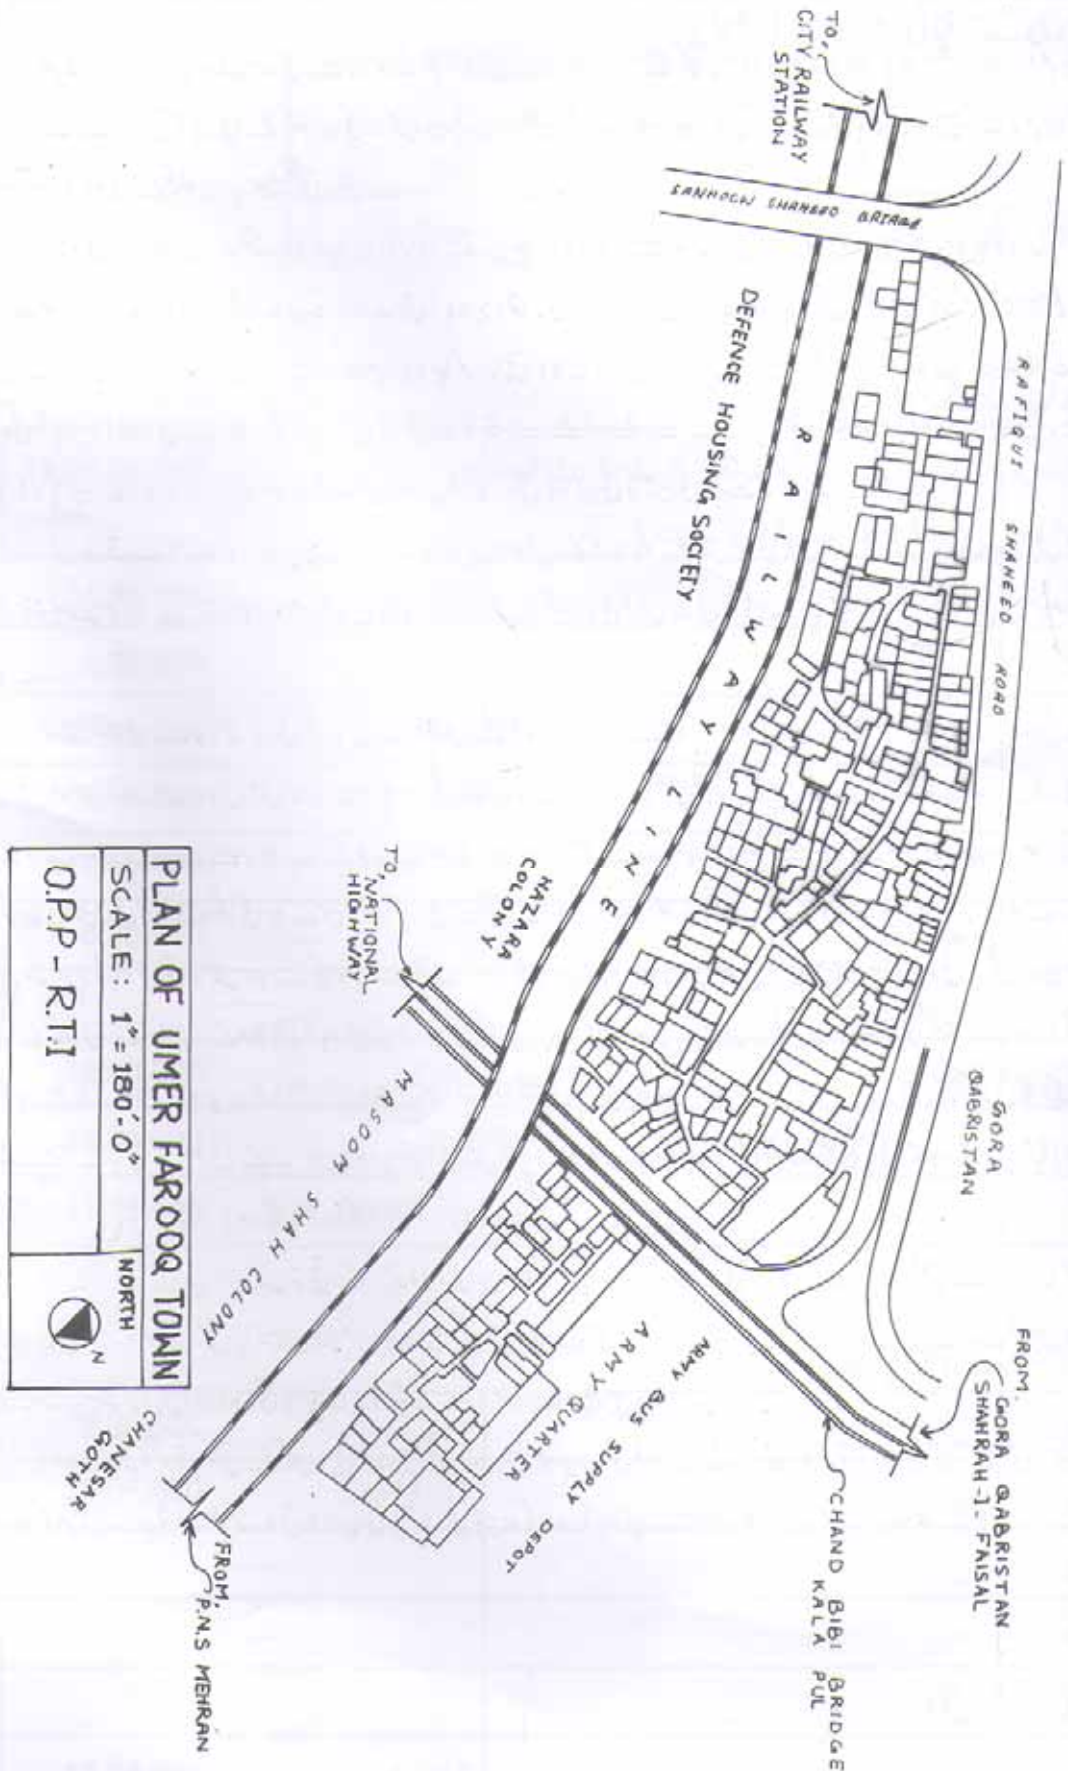 TO,
CITY RAILWAY
STATION
SHAHEED BRIDGE
RAFIQUI SHAHEED ROAD
DEFENCE HOUSING SOCIETY
RAILWAY LINE
GORA
QABRISTAN
FROM,
GORA QABRISTAN
SHAHRAH-I-FAISAL
HAZARA
COLONY
TO,
NATIONAL
HIGHWAY
MASOOM SHAH COLONY
ARMY QUARTER
ARMY BUS SUPPLY DEPOT
CHAND BIBI BRIDGE
KALA PUL
CHANESAR
GOTH
FROM,
P.N.S MEHRAN
PLAN OF UMER FAROOQ TOWN
SCALE: 1"=180'-0"
NORTH
N
O.P.P-R.T.I